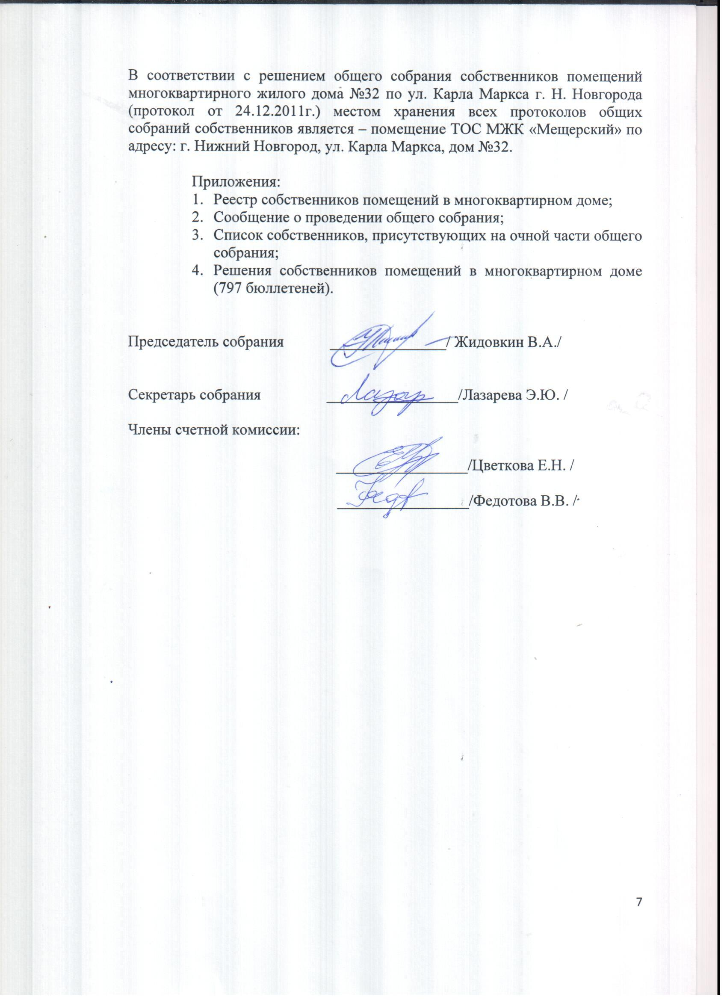 В соответствии с решением общего собрания собственников помещений
многоквартирного жилого дома №32 по ул. Карла Маркса г. Н. Новгорода
(протокол от 24.12.2011г.) местом хранения всех протоколов общих
собраний собственников является – помещение ТОС МЖК «Мещерский» по
адресу: г. Нижний Новгород, ул. Карла Маркса, дом №32.
Приложения:
1. Реестр собственников помещений в многоквартирном доме;
2. Сообщение о проведении общего собрания;
3. Список собственников, присутствующих на очной части общего
собрания;
4. Решения собственников помещений в многоквартирном доме
(797 бюллетеней).
Председатель собрания / Жидовкин В.А./
Секретарь собрания /Лазарева Э.Ю. /
Члены счетной комиссии:
/Цветкова Е.Н. /
/Федотова В.В. /
7